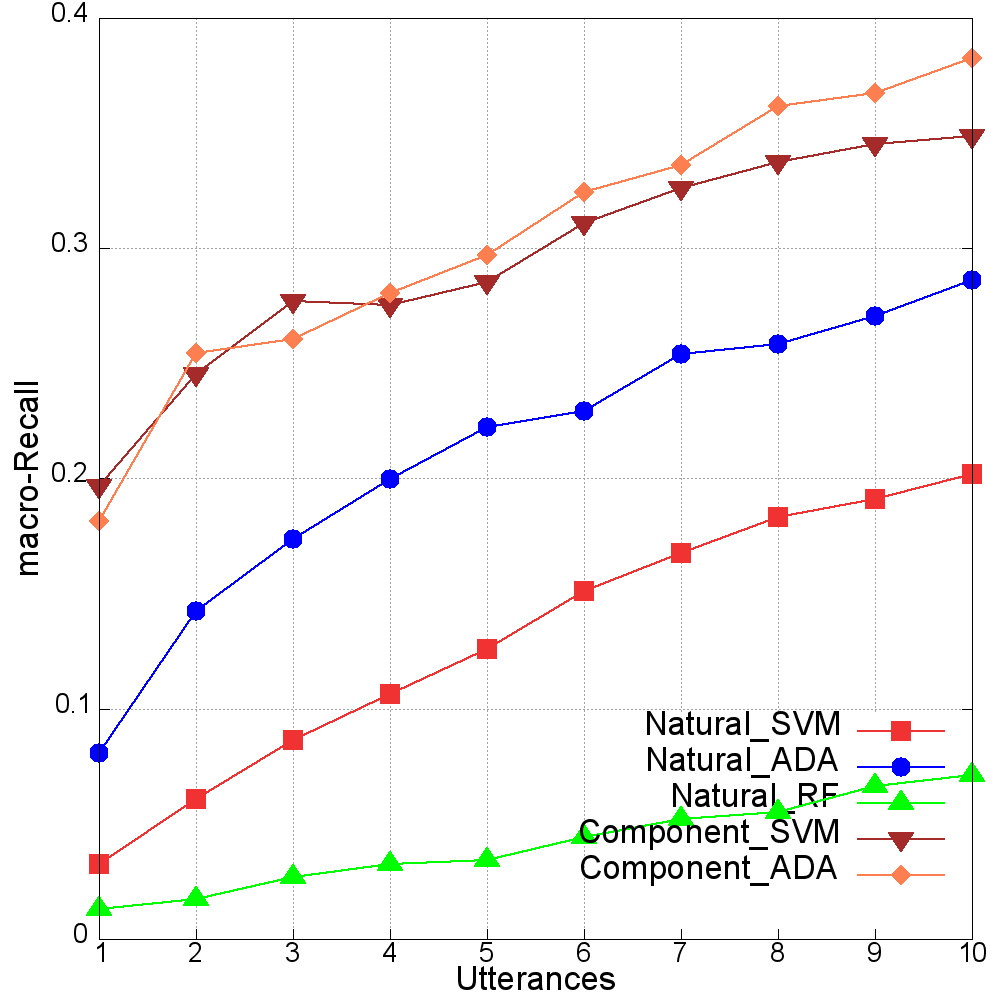 0.4
0.3
0.2
0.1
0
macro-Recall
Natural_SVM
Natural_ADA
Natural_RF
Component_SVM
Component_ADA
1 2 3 4 5 6 7 8 9 10
Utterances